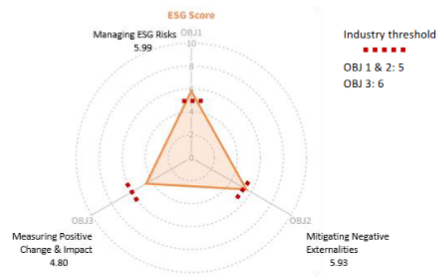 ESG Score
Managing ESG Risks
5.99
OBJ1
10
8
6
4
2
0
Industry threshold
OBJ 1 & 2: 5
OBJ 3: 6
OBJ3
OBJ2
Measuring Positive
Change & Impact
4.80
Mitigating Negative
Externalities
5.93